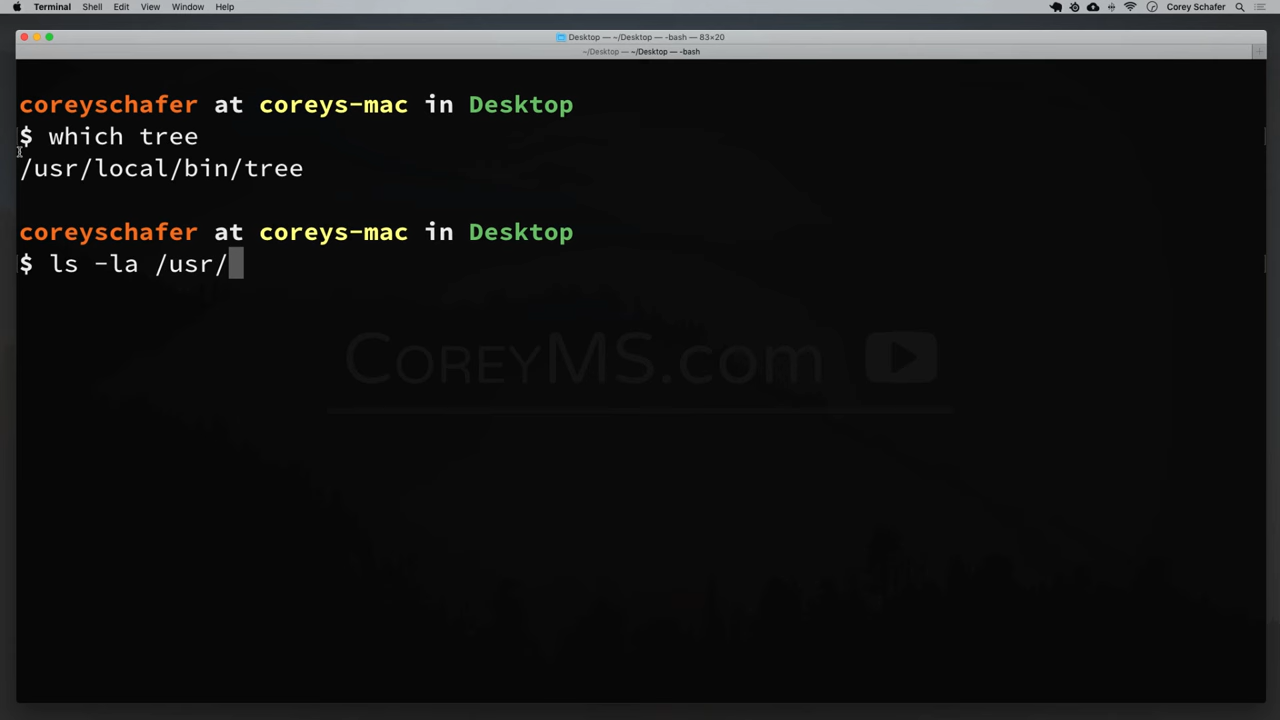 Terminal Shell Edit View Window Help Corey Schafer
Desktop — ~/Desktop — -bash — 83×20
~/Desktop — ~/Desktop — -bash
coreyschafer at coreys-mac in Desktop
$ which tree
/usr/local/bin/tree
coreyschafer at coreys-mac in Desktop
$ ls -la /usr/
CoreyMS.com